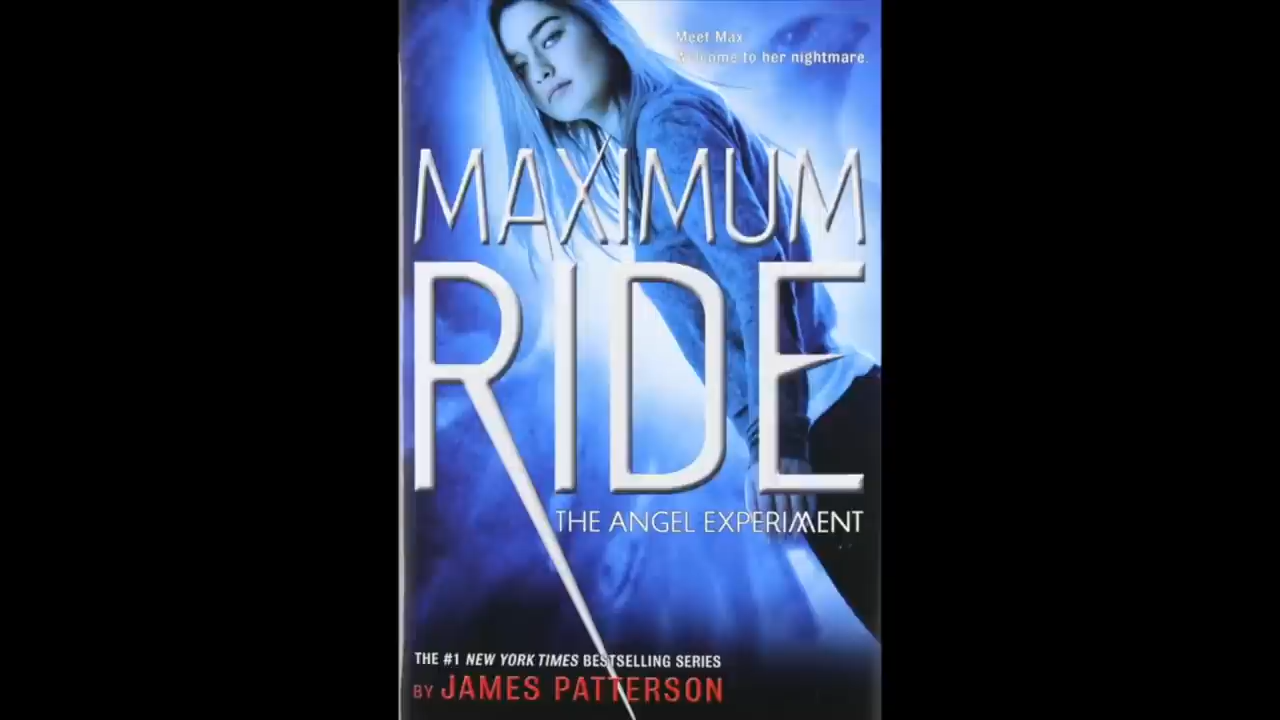 Meet Max
Welcome to her nightmare.
MAXIMUM
RIDE
THE ANGEL EXPERIMENT
THE #1 NEW YORK TIMES BESTSELLING SERIES
BY JAMES PATTERSON